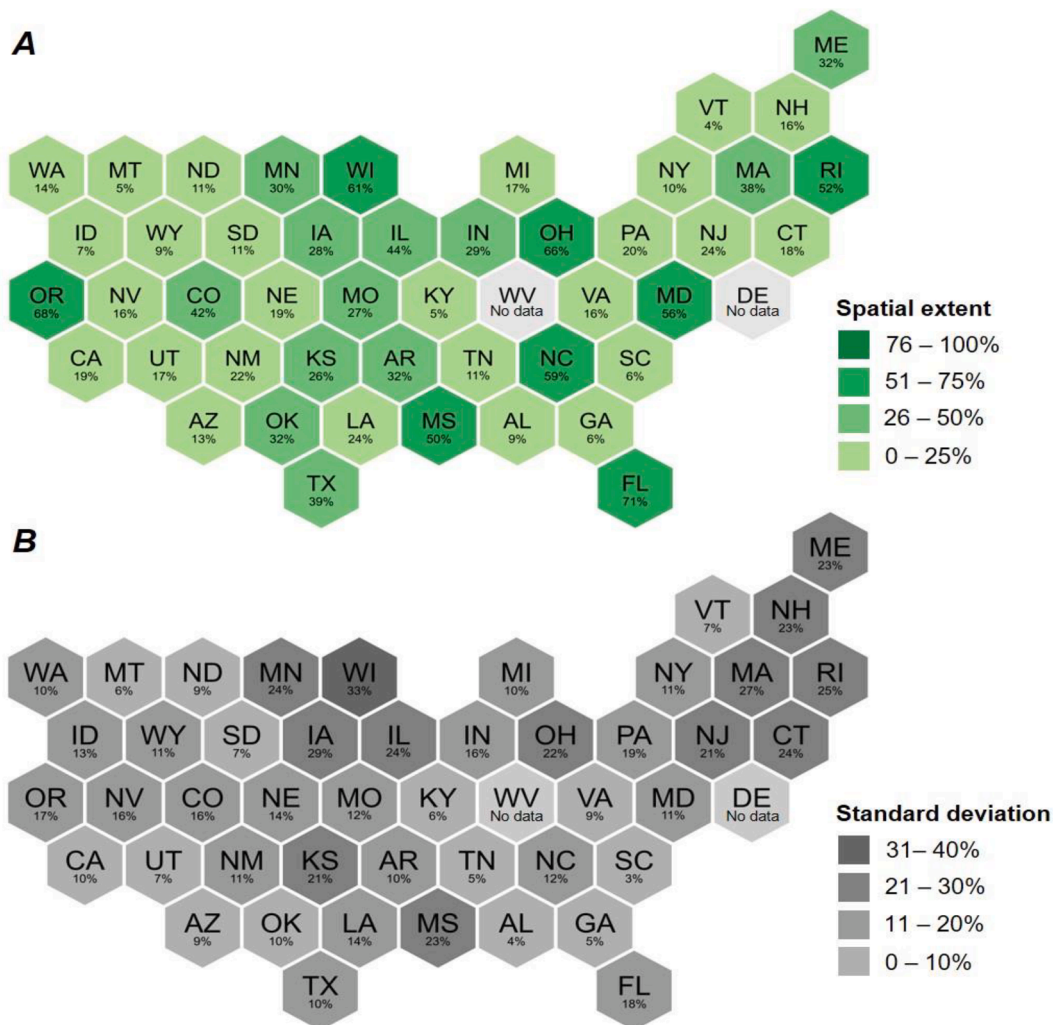 A
ME
32%
VT
4%
NH
16%
WA
14%
MT
5%
ND
11%
MN
30%
WI
61%
MI
17%
NY
10%
MA
38%
RI
52%
ID
7%
WY
9%
SD
11%
IA
28%
IL
44%
IN
29%
OH
66%
PA
20%
NJ
24%
CT
18%
OR
68%
NV
16%
CO
42%
NE
19%
MO
27%
KY
5%
WV
No data
VA
16%
MD
56%
DE
No data
CA
19%
UT
17%
NM
22%
KS
26%
AR
32%
TN
11%
NC
59%
SC
6%
AZ
13%
OK
32%
LA
24%
MS
50%
AL
9%
GA
6%
TX
39%
FL
71%
Spatial extent
76 – 100%
51 – 75%
26 – 50%
0 – 25%
B
ME
23%
VT
7%
NH
23%
WA
10%
MT
6%
ND
9%
MN
24%
WI
33%
MI
10%
NY
11%
MA
27%
RI
25%
ID
13%
WY
11%
SD
7%
IA
29%
IL
24%
IN
16%
OH
22%
PA
19%
NJ
21%
CT
24%
OR
17%
NV
16%
CO
16%
NE
14%
MO
12%
KY
6%
WV
No data
VA
9%
MD
11%
DE
No data
CA
10%
UT
7%
NM
11%
KS
21%
AR
10%
TN
5%
NC
12%
SC
3%
AZ
9%
OK
10%
LA
14%
MS
23%
AL
4%
GA
5%
TX
10%
FL
18%
Standard deviation
31– 40%
21 – 30%
11 – 20%
0 – 10%